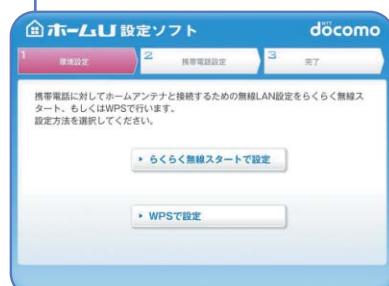 ホームU 設定ソフト
NTT
docomo
1 環境設定
2 携帯電話設定
3 完了
携帯電話に対してホームアンテナと接続するための無線LAN設定をらくらく無線ス
タート、もしくはWPSで行います。
設定方法を選択してください。
らくらく無線スタートで設定
WPSで設定